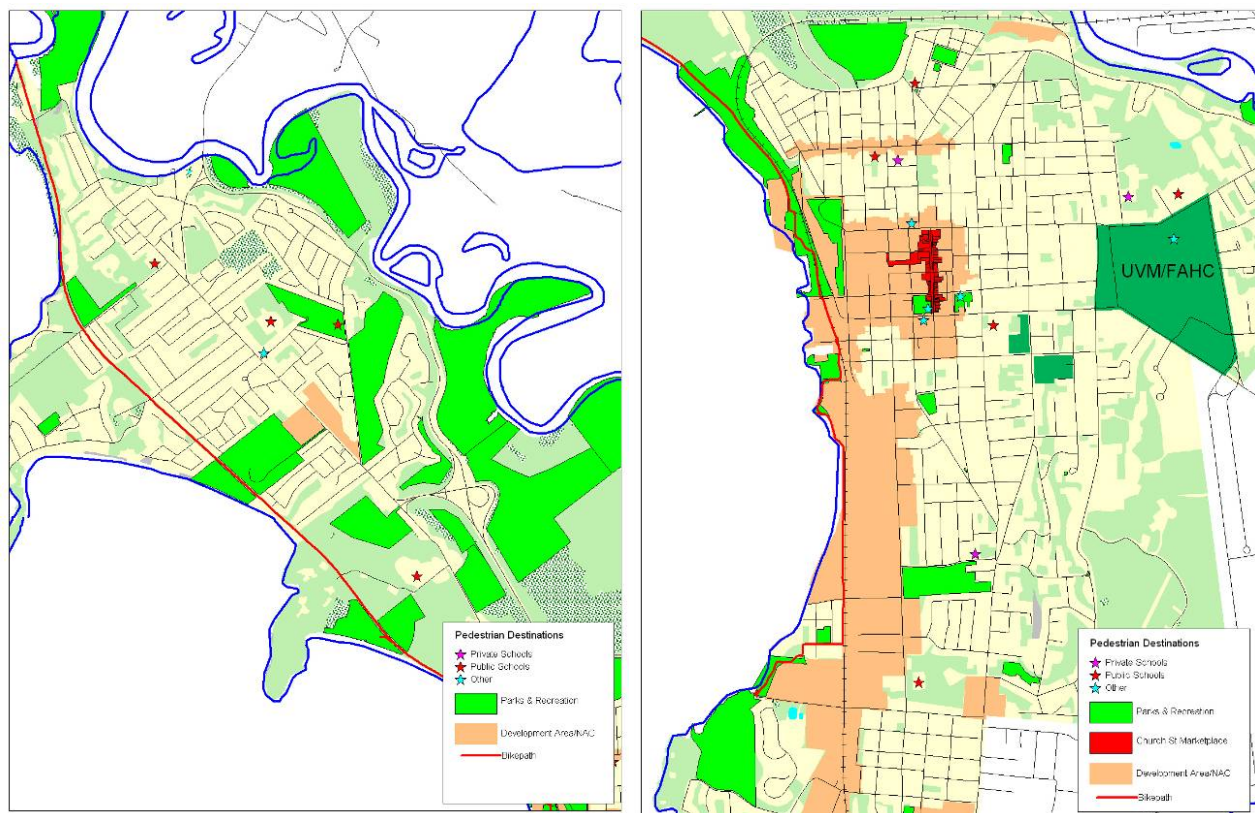 Pedestrian Destinations
Private Schools
Public Schools
Other
Parks & Recreation
Development Area/NAC
Bikepath
UVM/FAHC
Pedestrian Destinations
Private Schools
Public Schools
Other
Parks & Recreation
Church St Marketplace
Development Area/NAC
Bikepath